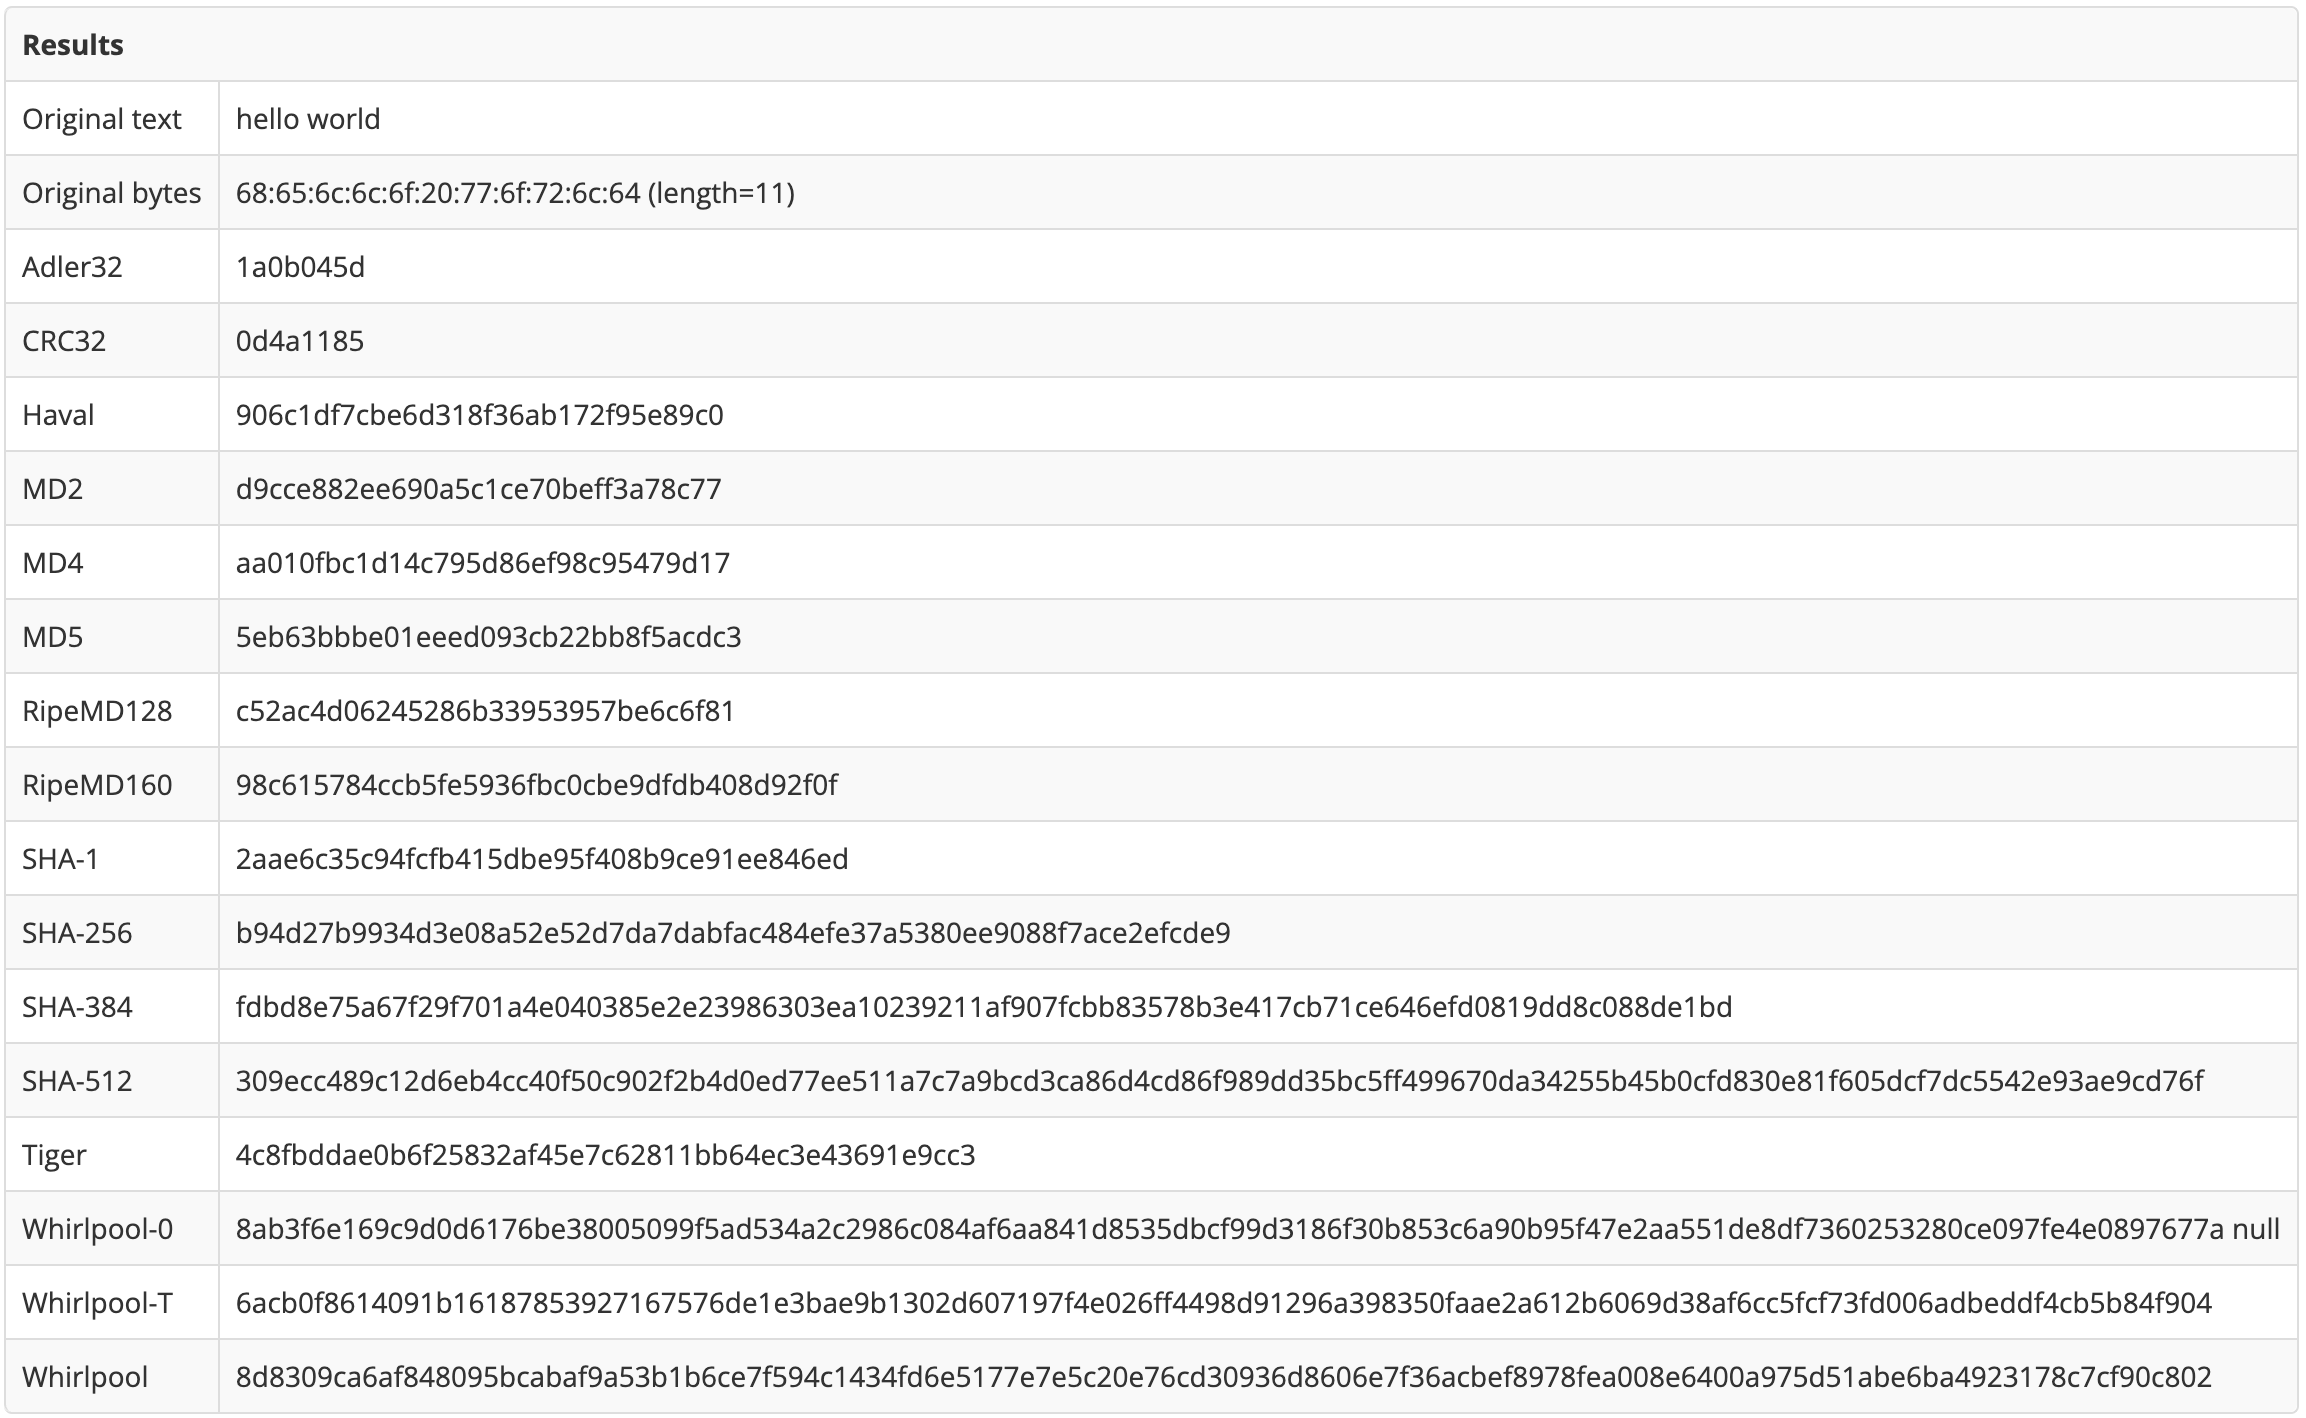 Results
Original text hello world
Original bytes 68:65:6c:6c:6f:20:77:6f:72:6c:64 (length=11)
Adler32 1a0b045d
CRC32 0d4a1185
Haval 906c1df7cbe6d318f36ab172f95e89c0
MD2 d9cce882ee690a5c1ce70beff3a78c77
MD4 aa010fbc1d14c795d86ef98c95479d17
MD5 5eb63bbbe01eeed093cb22bb8f5acdc3
RipeMD128 c52ac4d06245286b33953957be6c6f81
RipeMD160 98c615784ccb5fe5936fbc0cbe9dfdb408d92f0f
SHA-1 2aae6c35c94fcfb415dbe95f408b9ce91ee846ed
SHA-256 b94d27b9934d3e08a52e52d7da7dabfac484efe37a5380ee9088f7ace2efcde9
SHA-384 fdbd8e75a67f29f701a4e040385e2e23986303ea10239211af907fcbb83578b3e417cb71ce646efd0819dd8c088de1bd
SHA-512 309ecc489c12d6eb4cc40f50c902f2b4d0ed77ee511a7c7a9bcd3ca86d4cd86f989dd35bc5ff499670da34255b45b0cfd830e81f605dcf7dc5542e93ae9cd76f
Tiger 4c8fbddae0b6f25832af45e7c62811bb64ec3e43691e9cc3
Whirlpool-0 8ab3f6e169c9d0d6176be38005099f5ad534a2c2986c084af6aa841d8535dbcf99d3186f30b853c6a90b95f47e2aa551de8df7360253280ce097fe4e0897677a null
Whirlpool-T 6acb0f8614091b16187853927167576de1e3bae9b1302d607197f4e026ff4498d91296a398350faae2a612b6069d38af6cc5fcf73fd006adbeddf4cb5b84f904
Whirlpool 8d8309ca6af848095bcabaf9a53b1b6ce7f594c1434fd6e5177e7e5c20e76cd30936d8606e7f36acbef8978fea008e6400a975d51abe6ba4923178c7cf90c802